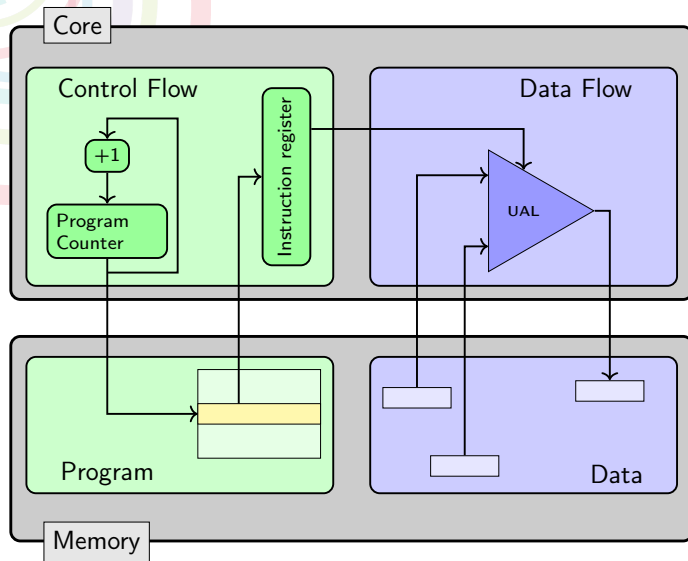 Core
Control Flow
Data Flow
+1
Instruction register
Program
Counter
UAL
Program
Data
Memory